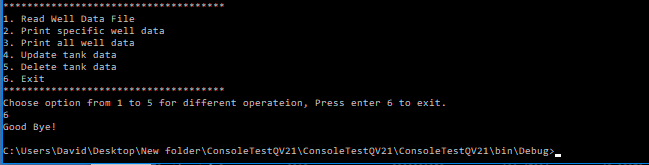 *************************************
1. Read Well Data File
2. Print specific well data
3. Print all well data
4. Update tank data
5. Delete tank data
6. Exit
*************************************
Choose option from 1 to 5 for different operateion, Press enter 6 to exit.
6
Good Bye!
C:\Users\David\Desktop\New folder\ConsoleTestQV21\ConsoleTestQV21\ConsoleTestQV21\bin\Debug>